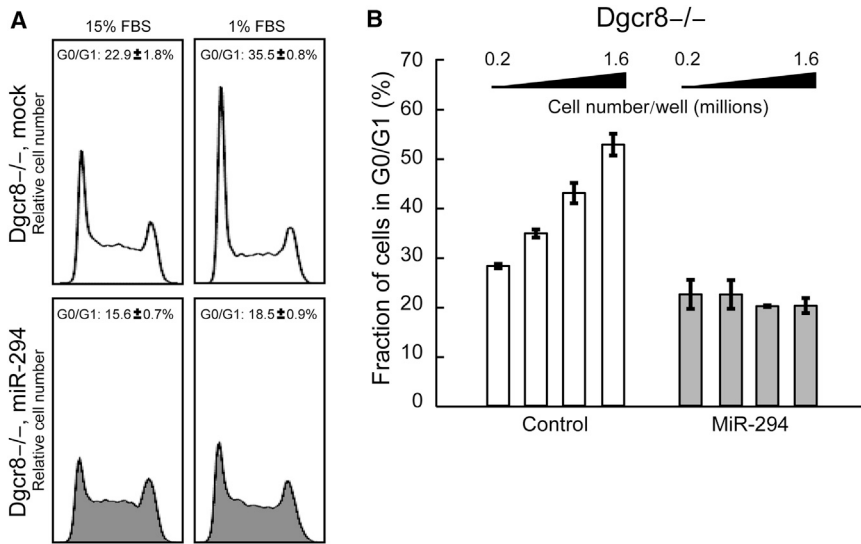 A
15% FBS
1% FBS
Dgcr8−/−, mock
Relative cell number
G0/G1: 22.9±1.8%
G0/G1: 35.5±0.8%
Dgcr8−/−, miR-294
Relative cell number
G0/G1: 15.6±0.7%
G0/G1: 18.5±0.9%
B
Dgcr8−/−
Fraction of cells in G0/G1 (%)
70
60
50
40
30
20
10
0
0.2
1.6
0.2
1.6
Cell number/well (millions)
Control
MiR-294